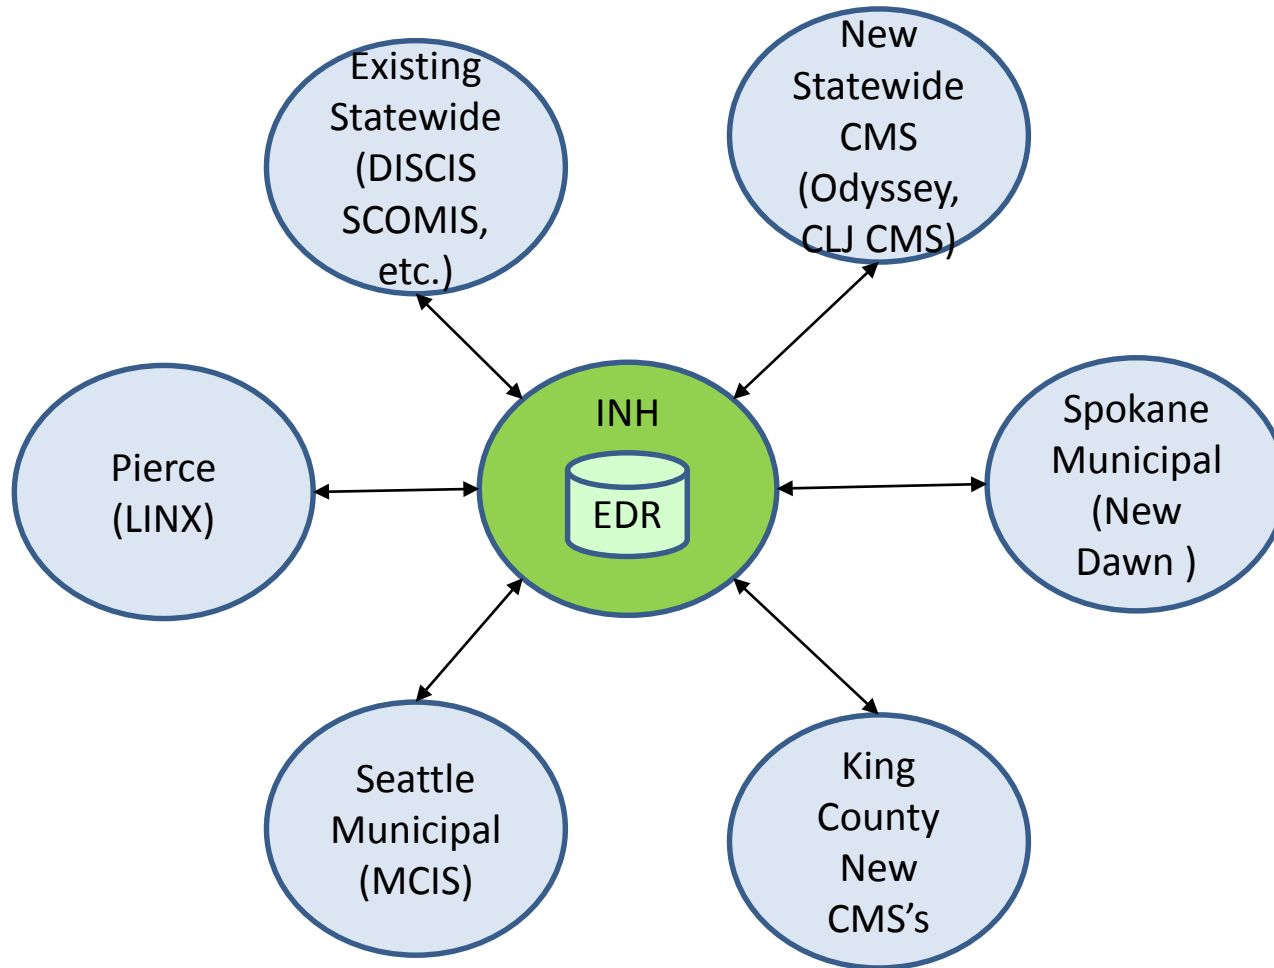 Existing
Statewide
(DISCIS
SCOMIS,
etc.)
New
Statewide
CMS
(Odyssey,
CLJ CMS)
INH
EDR
Pierce
(LINX)
Spokane
Municipal
(New
Dawn )
Seattle
Municipal
(MCIS)
King
County
New
CMS’s